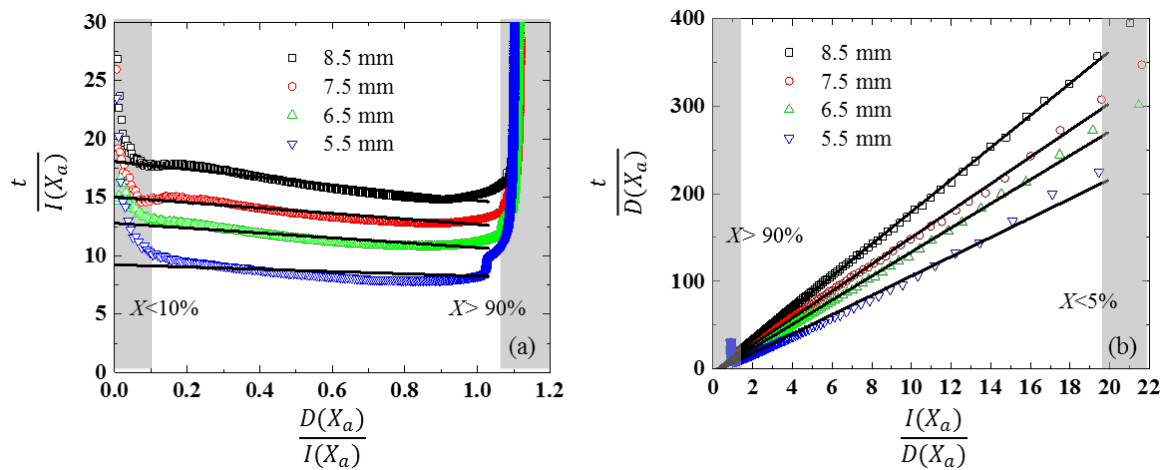 30
25
20
15
10
5
0
t
I(Xₐ)
8.5 mm
7.5 mm
6.5 mm
5.5 mm
X<10%
X> 90%
(a)
0.0 0.2 0.4 0.6 0.8 1.0 1.2
D(Xₐ)
I(Xₐ)
400
300
200
100
0
t
D(Xₐ)
8.5 mm
7.5 mm
6.5 mm
5.5 mm
X> 90%
X<5%
(b)
0 2 4 6 8 10 12 14 16 18 20 22
I(Xₐ)
D(Xₐ)